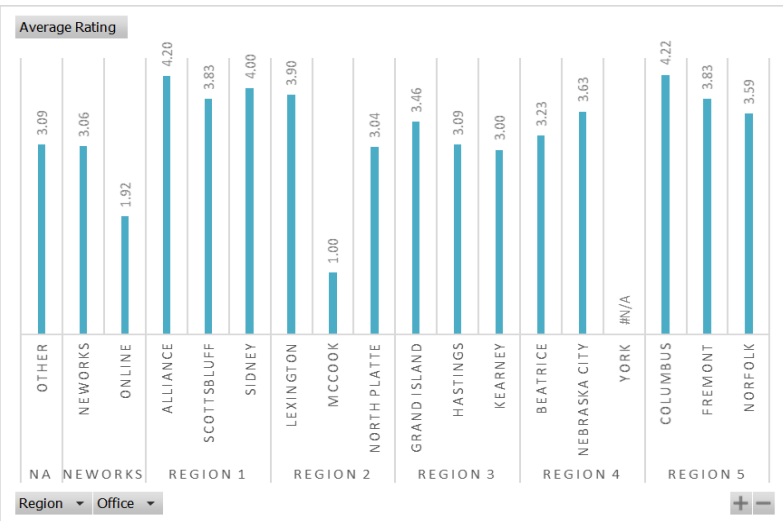 Average Rating
3.09
3.06
1.92
4.20
3.83
4.00
3.90
1.00
3.04
3.46
3.09
3.00
3.23
3.63
#N/A
4.22
3.83
3.59
OTHER
NEWORKS
ONLINE
ALLIANCE
SCOTTSBLUFF
SIDNEY
LEXINGTON
MCCOOK
NORTH PLATTE
GRAND ISLAND
HASTINGS
KEARNEY
BEATRICE
NEBRASKA CITY
YORK
COLUMBUS
FREMONT
NORFOLK
NA NEWORKS REGION 1 REGION 2 REGION 3 REGION 4 REGION 5
Region Office